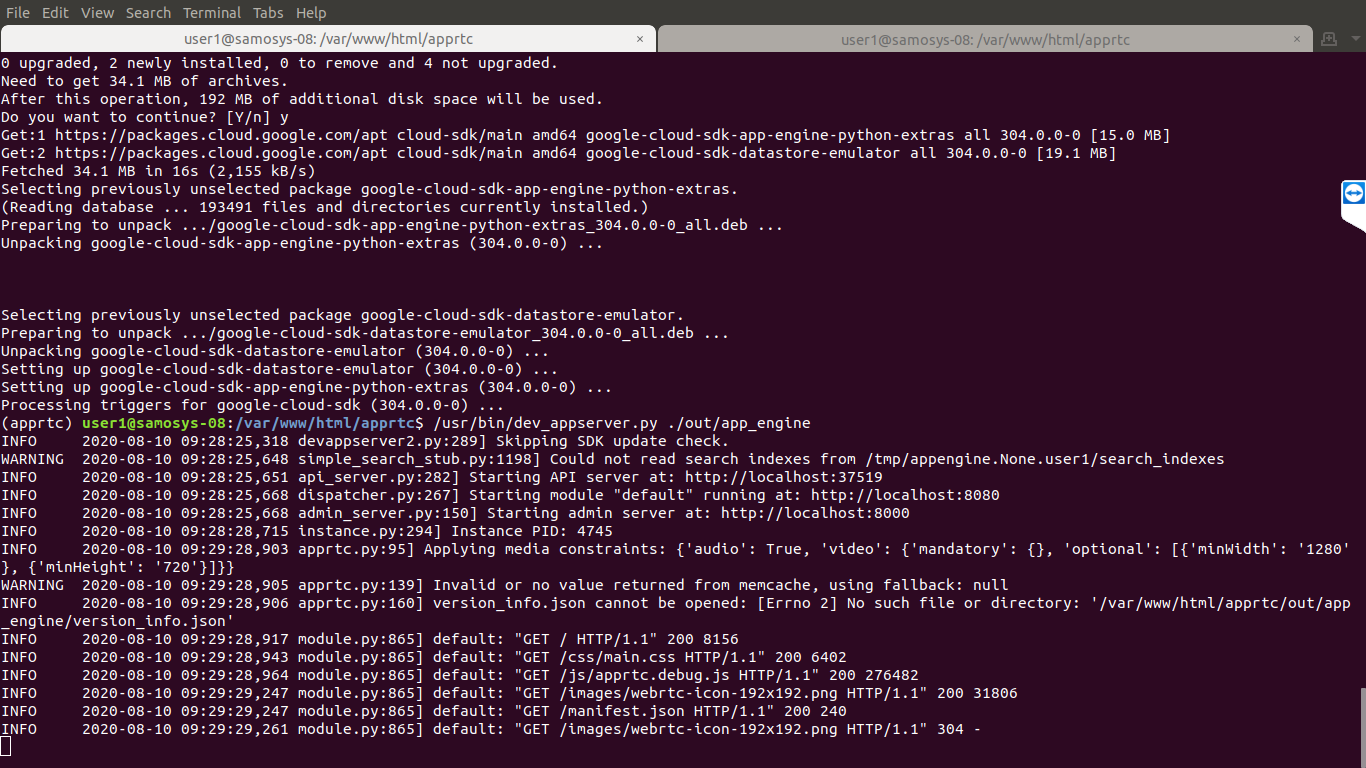 File Edit View Search Terminal Tabs Help
user1@samosys-08: /var/www/html/apprtc × user1@samosys-08: /var/www/html/apprtc ×
0 upgraded, 2 newly installed, 0 to remove and 4 not upgraded.
Need to get 34.1 MB of archives.
After this operation, 192 MB of additional disk space will be used.
Do you want to continue? [Y/n] y
Get:1 https://packages.cloud.google.com/apt cloud-sdk/main amd64 google-cloud-sdk-app-engine-python-extras all 304.0.0-0 [15.0 MB]
Get:2 https://packages.cloud.google.com/apt cloud-sdk/main amd64 google-cloud-sdk-datastore-emulator all 304.0.0-0 [19.1 MB]
Fetched 34.1 MB in 16s (2,155 kB/s)
Selecting previously unselected package google-cloud-sdk-app-engine-python-extras.
(Reading database ... 193491 files and directories currently installed.)
Preparing to unpack .../google-cloud-sdk-app-engine-python-extras_304.0.0-0_all.deb ...
Unpacking google-cloud-sdk-app-engine-python-extras (304.0.0-0) ...
Selecting previously unselected package google-cloud-sdk-datastore-emulator.
Preparing to unpack .../google-cloud-sdk-datastore-emulator_304.0.0-0_all.deb ...
Unpacking google-cloud-sdk-datastore-emulator (304.0.0-0) ...
Setting up google-cloud-sdk-datastore-emulator (304.0.0-0) ...
Setting up google-cloud-sdk-app-engine-python-extras (304.0.0-0) ...
Processing triggers for google-cloud-sdk (304.0.0-0) ...
(apprtc) user1@samosys-08:/var/www/html/apprtc$ /usr/bin/dev_appserver.py ./out/app_engine
INFO     2020-08-10 09:28:25,318 devappserver2.py:289] Skipping SDK update check.
WARNING  2020-08-10 09:28:25,648 simple_search_stub.py:1198] Could not read search indexes from /tmp/appengine.None.user1/search_indexes
INFO     2020-08-10 09:28:25,651 api_server.py:282] Starting API server at: http://localhost:37519
INFO     2020-08-10 09:28:25,668 dispatcher.py:267] Starting module "default" running at: http://localhost:8080
INFO     2020-08-10 09:28:25,668 admin_server.py:150] Starting admin server at: http://localhost:8000
INFO     2020-08-10 09:28:28,715 instance.py:294] Instance PID: 4745
INFO     2020-08-10 09:29:28,903 apprtc.py:95] Applying media constraints: {'audio': True, 'video': {'mandatory': {}, 'optional': [{'minWidth': '1280'
}, {'minHeight': '720'}]}}
WARNING  2020-08-10 09:29:28,905 apprtc.py:139] Invalid or no value returned from memcache, using fallback: null
INFO     2020-08-10 09:29:28,906 apprtc.py:160] version_info.json cannot be opened: [Errno 2] No such file or directory: '/var/www/html/apprtc/out/app
_engine/version_info.json'
INFO     2020-08-10 09:29:28,917 module.py:865] default: "GET / HTTP/1.1" 200 8156
INFO     2020-08-10 09:29:28,943 module.py:865] default: "GET /css/main.css HTTP/1.1" 200 6402
INFO     2020-08-10 09:29:28,964 module.py:865] default: "GET /js/apprtc.debug.js HTTP/1.1" 200 276482
INFO     2020-08-10 09:29:29,247 module.py:865] default: "GET /images/webrtc-icon-192x192.png HTTP/1.1" 200 31806
INFO     2020-08-10 09:29:29,247 module.py:865] default: "GET /manifest.json HTTP/1.1" 200 240
INFO     2020-08-10 09:29:29,261 module.py:865] default: "GET /images/webrtc-icon-192x192.png HTTP/1.1" 304 -